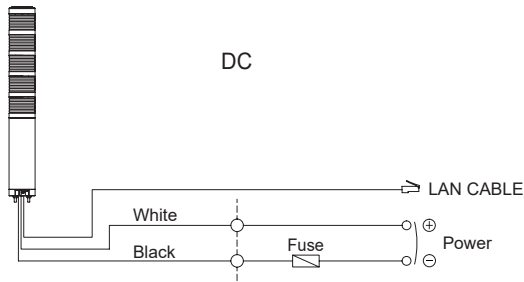 DC
LAN CABLE
White
⊕
Fuse
Power
Black
⊖